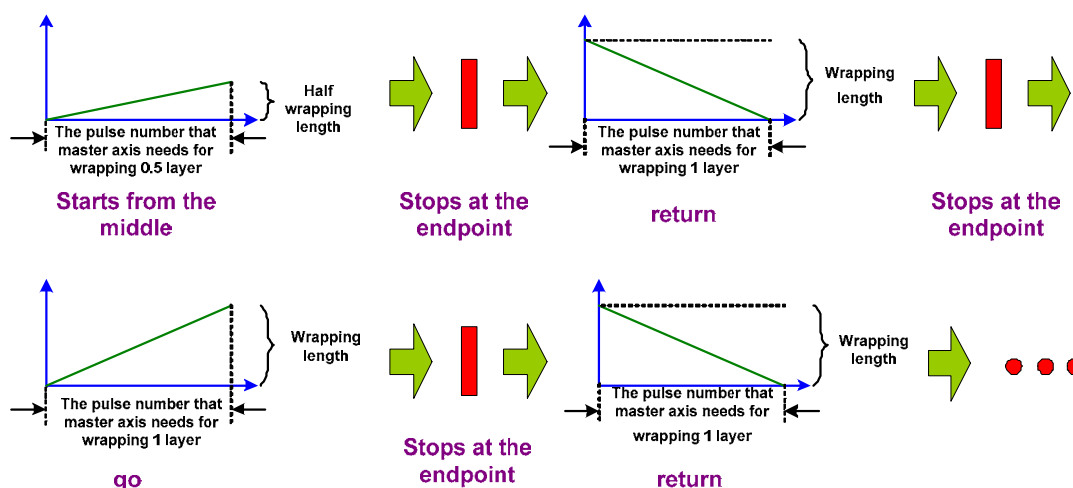 Half
wrapping
length
The pulse number that
master axis needs for
wrapping 0.5 layer
Starts from the
middle
Stops at the
endpoint
Wrapping
length
The pulse number that
master axis needs for
wrapping 1 layer
return
Stops at the
endpoint
Wrapping
length
The pulse number that
master axis needs for
wrapping 1 layer
go
Stops at the
endpoint
Wrapping
length
The pulse number that
master axis needs for
wrapping 1 layer
return